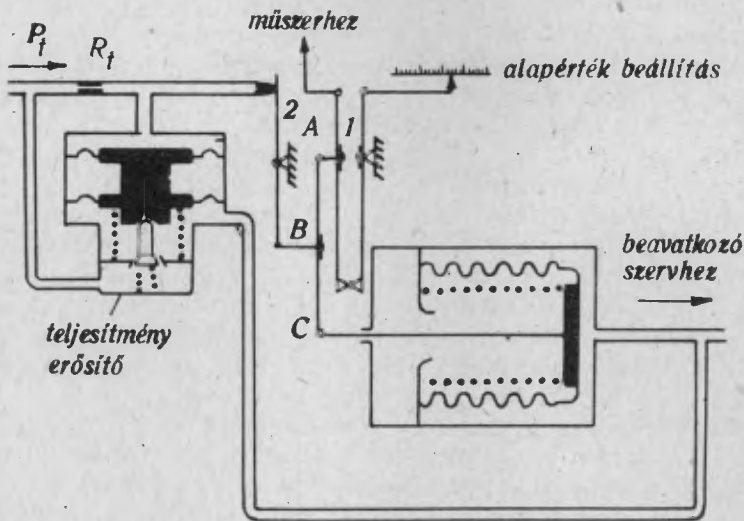 műszerhez
P_t
R_t
alapérték beállítás
2
A
1
B
beavatkozó
szervhez
C
teljesítmény
erősítő